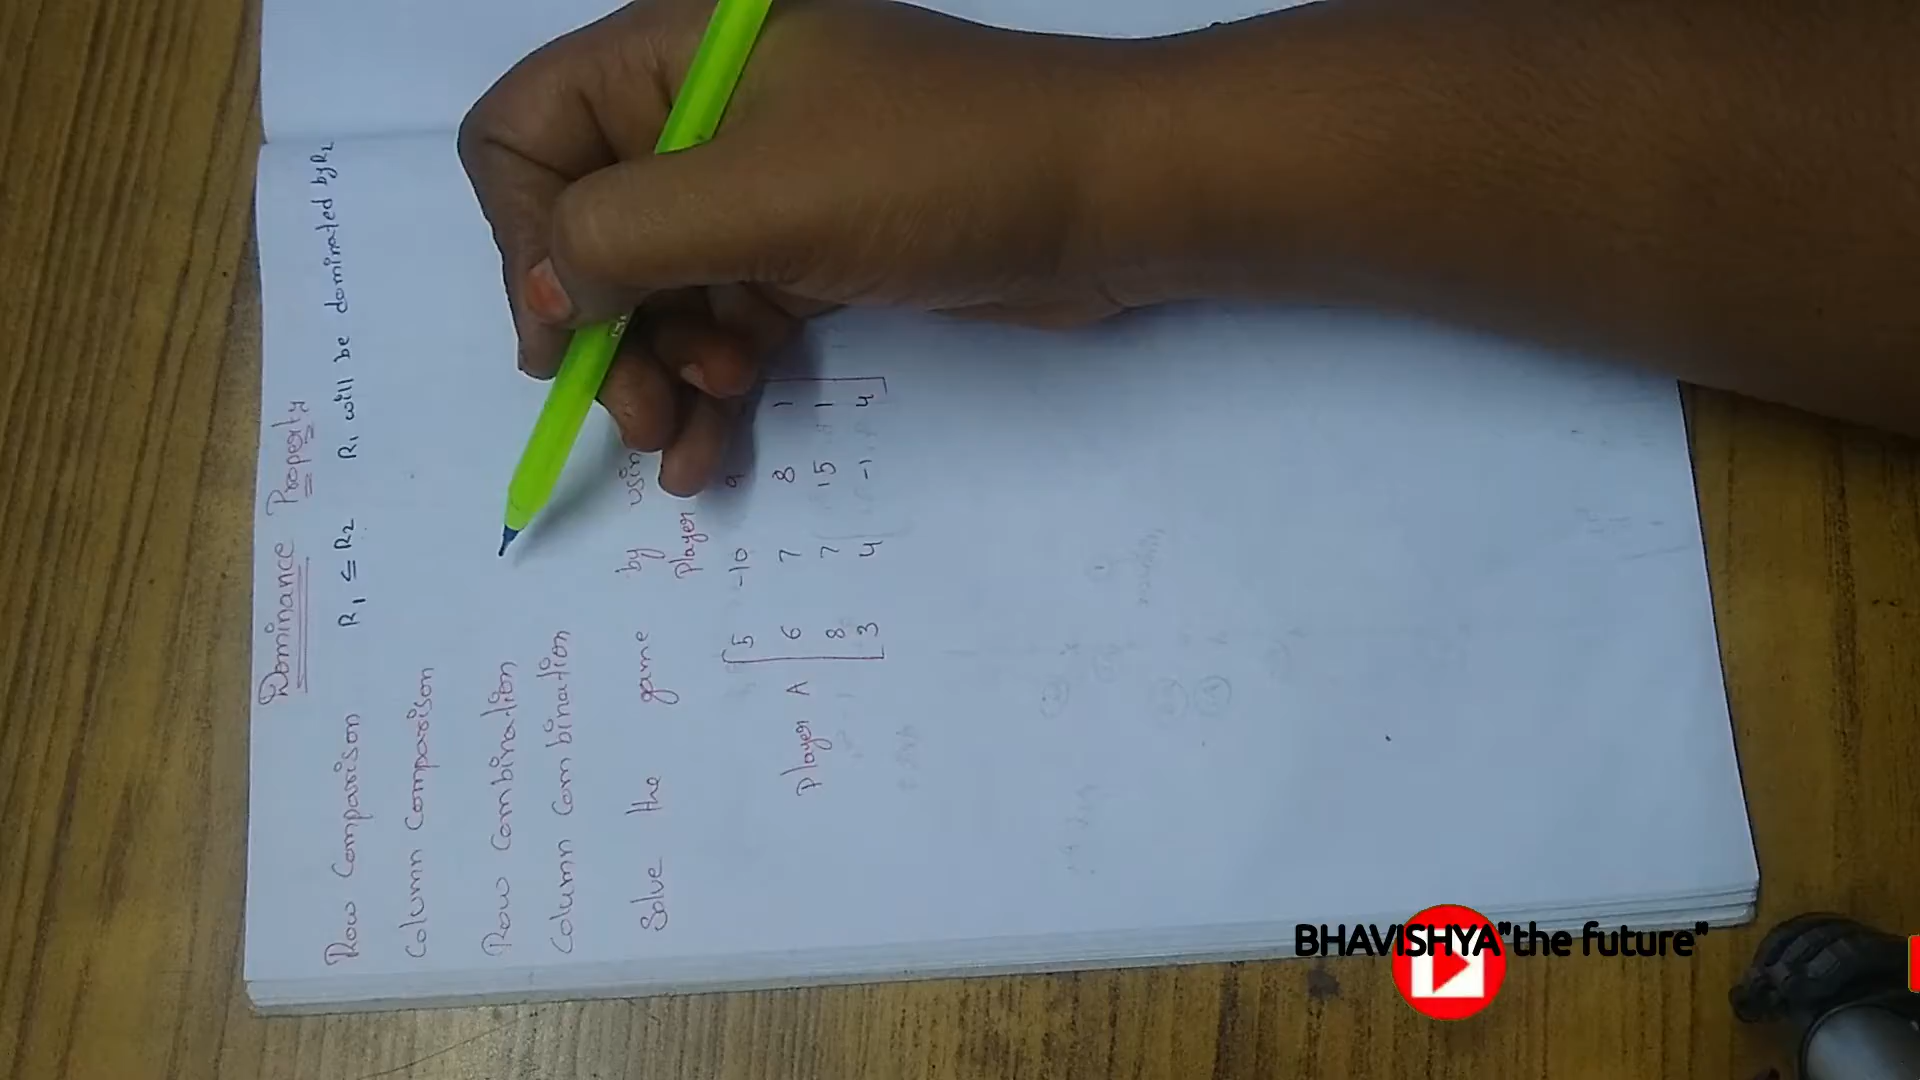 Dominance Property
Row Comparison R1 ≤ R2 R1 will be dominated by R2
Column Comparison
Row Combination
Column Combination
Solve the game by usin
Player
5 -10 9
Player A 6 7 8 1
8 7 15 1
3 4 -1 4
BHAVISHYA"the future"